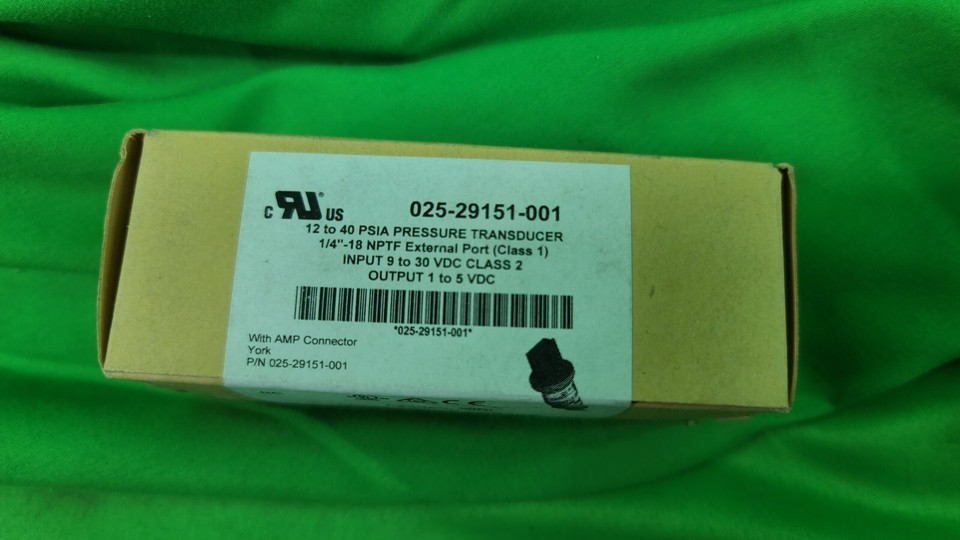 c RU ® US
025-29151-001
12 to 40 PSIA PRESSURE TRANSDUCER
1/4"-18 NPTF External Port (Class 1)
INPUT 9 to 30 VDC CLASS 2
OUTPUT 1 to 5 VDC
*025-29151-001*
With AMP Connector
York
P/N 025-29151-001
CE